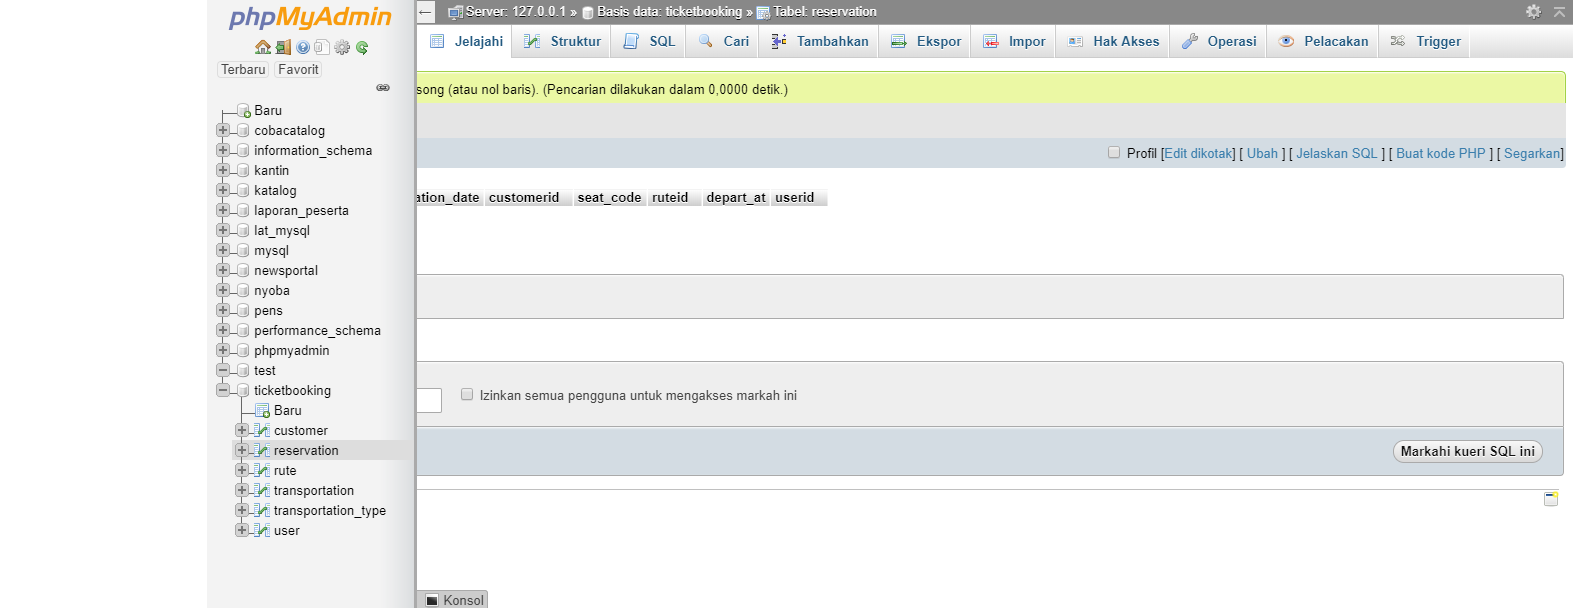 phpMyAdmin
Terbaru Favorit
Baru
cobacatalog
information_schema
kantin
katalog
laporan_peserta
lat_mysql
mysql
newsportal
nyoba
pens
performance_schema
phpmyadmin
test
ticketbooking
Baru
customer
reservation
rute
transportation
transportation_type
user
Server: 127.0.0.1 » Basis data: ticketbooking » Tabel: reservation
Jelajahi Struktur SQL Cari Tambahkan Ekspor Impor Hak Akses Operasi Pelacakan Trigger
song (atau nol baris). (Pencarian dilakukan dalam 0,0000 detik.)
Profil [Edit dikotak] [ Ubah ] [ Jelaskan SQL ] [ Buat kode PHP ] [ Segarkan]
ation_date customerid seat_code ruteid depart_at userid
Izinkan semua pengguna untuk mengakses markah ini
Markahi kueri SQL ini
Konsol